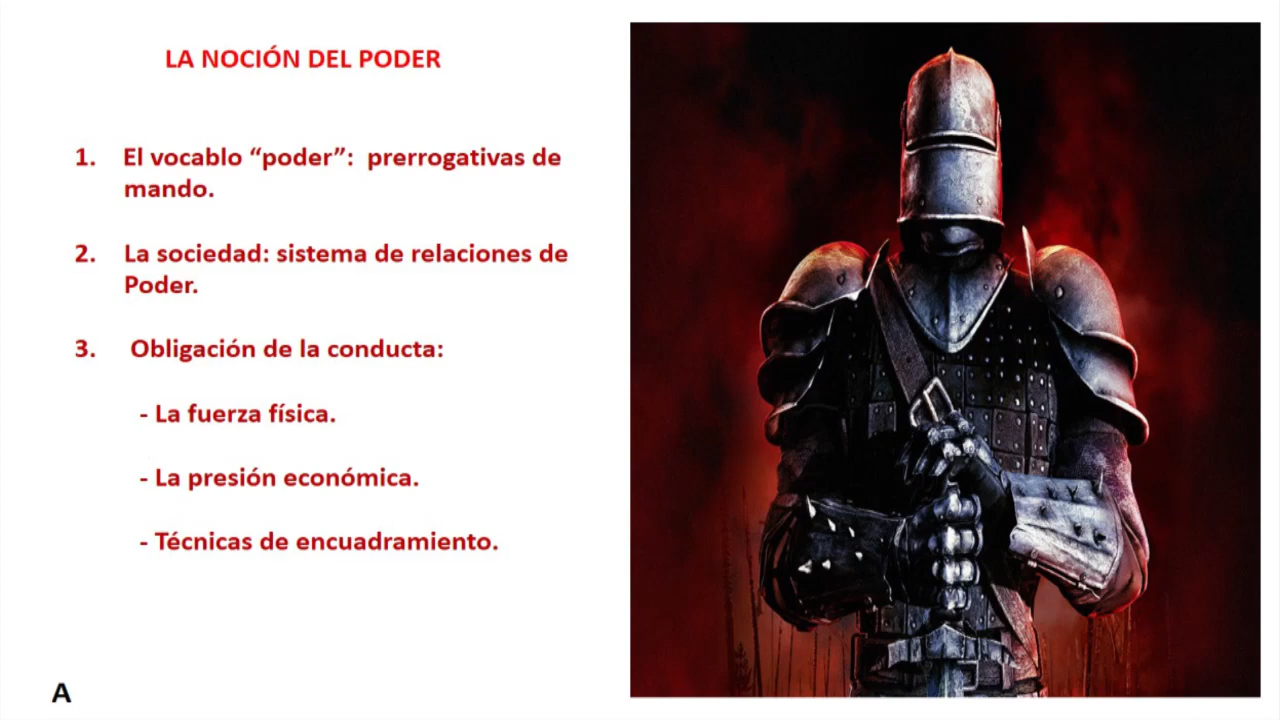 LA NOCIÓN DEL PODER
1. El vocablo “poder”: prerrogativas de
mando.
2. La sociedad: sistema de relaciones de
Poder.
3. Obligación de la conducta:
- La fuerza física.
- La presión económica.
- Técnicas de encuadramiento.
A